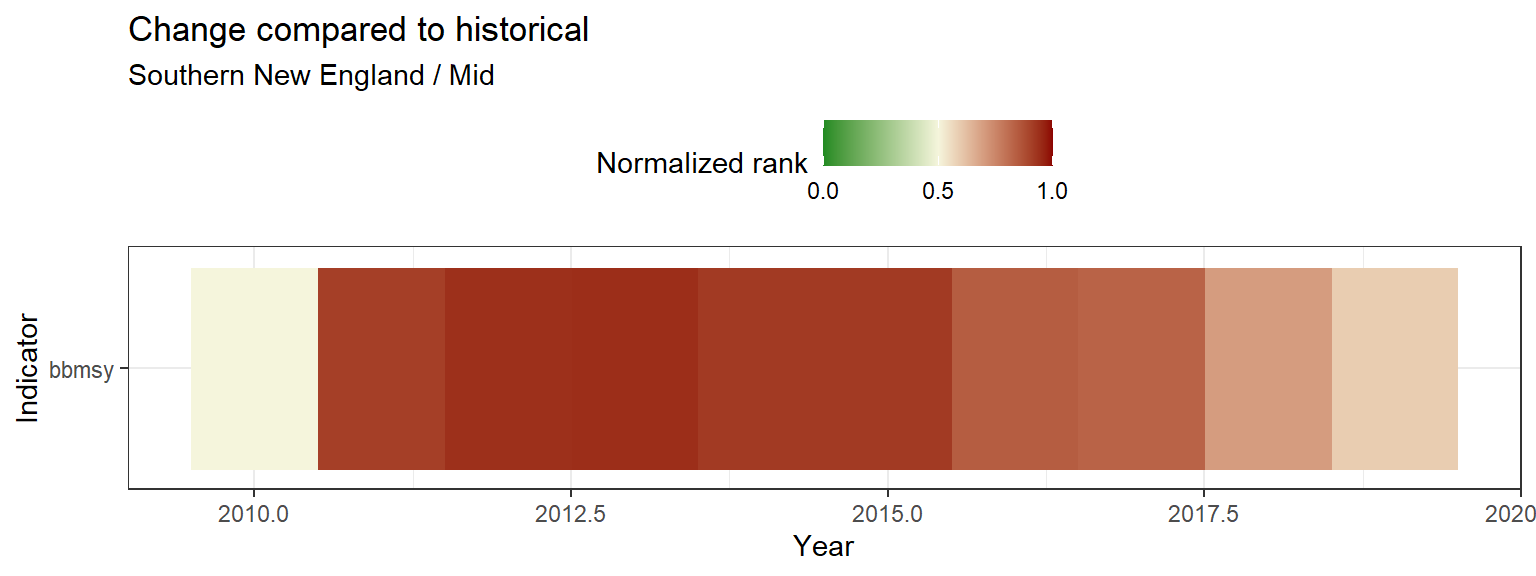 Change compared to historical
Southern New England / Mid
Normalized rank
0.0 0.5 1.0
Indicator
bbmsy
2010.0 2012.5 2015.0 2017.5 2020
Year